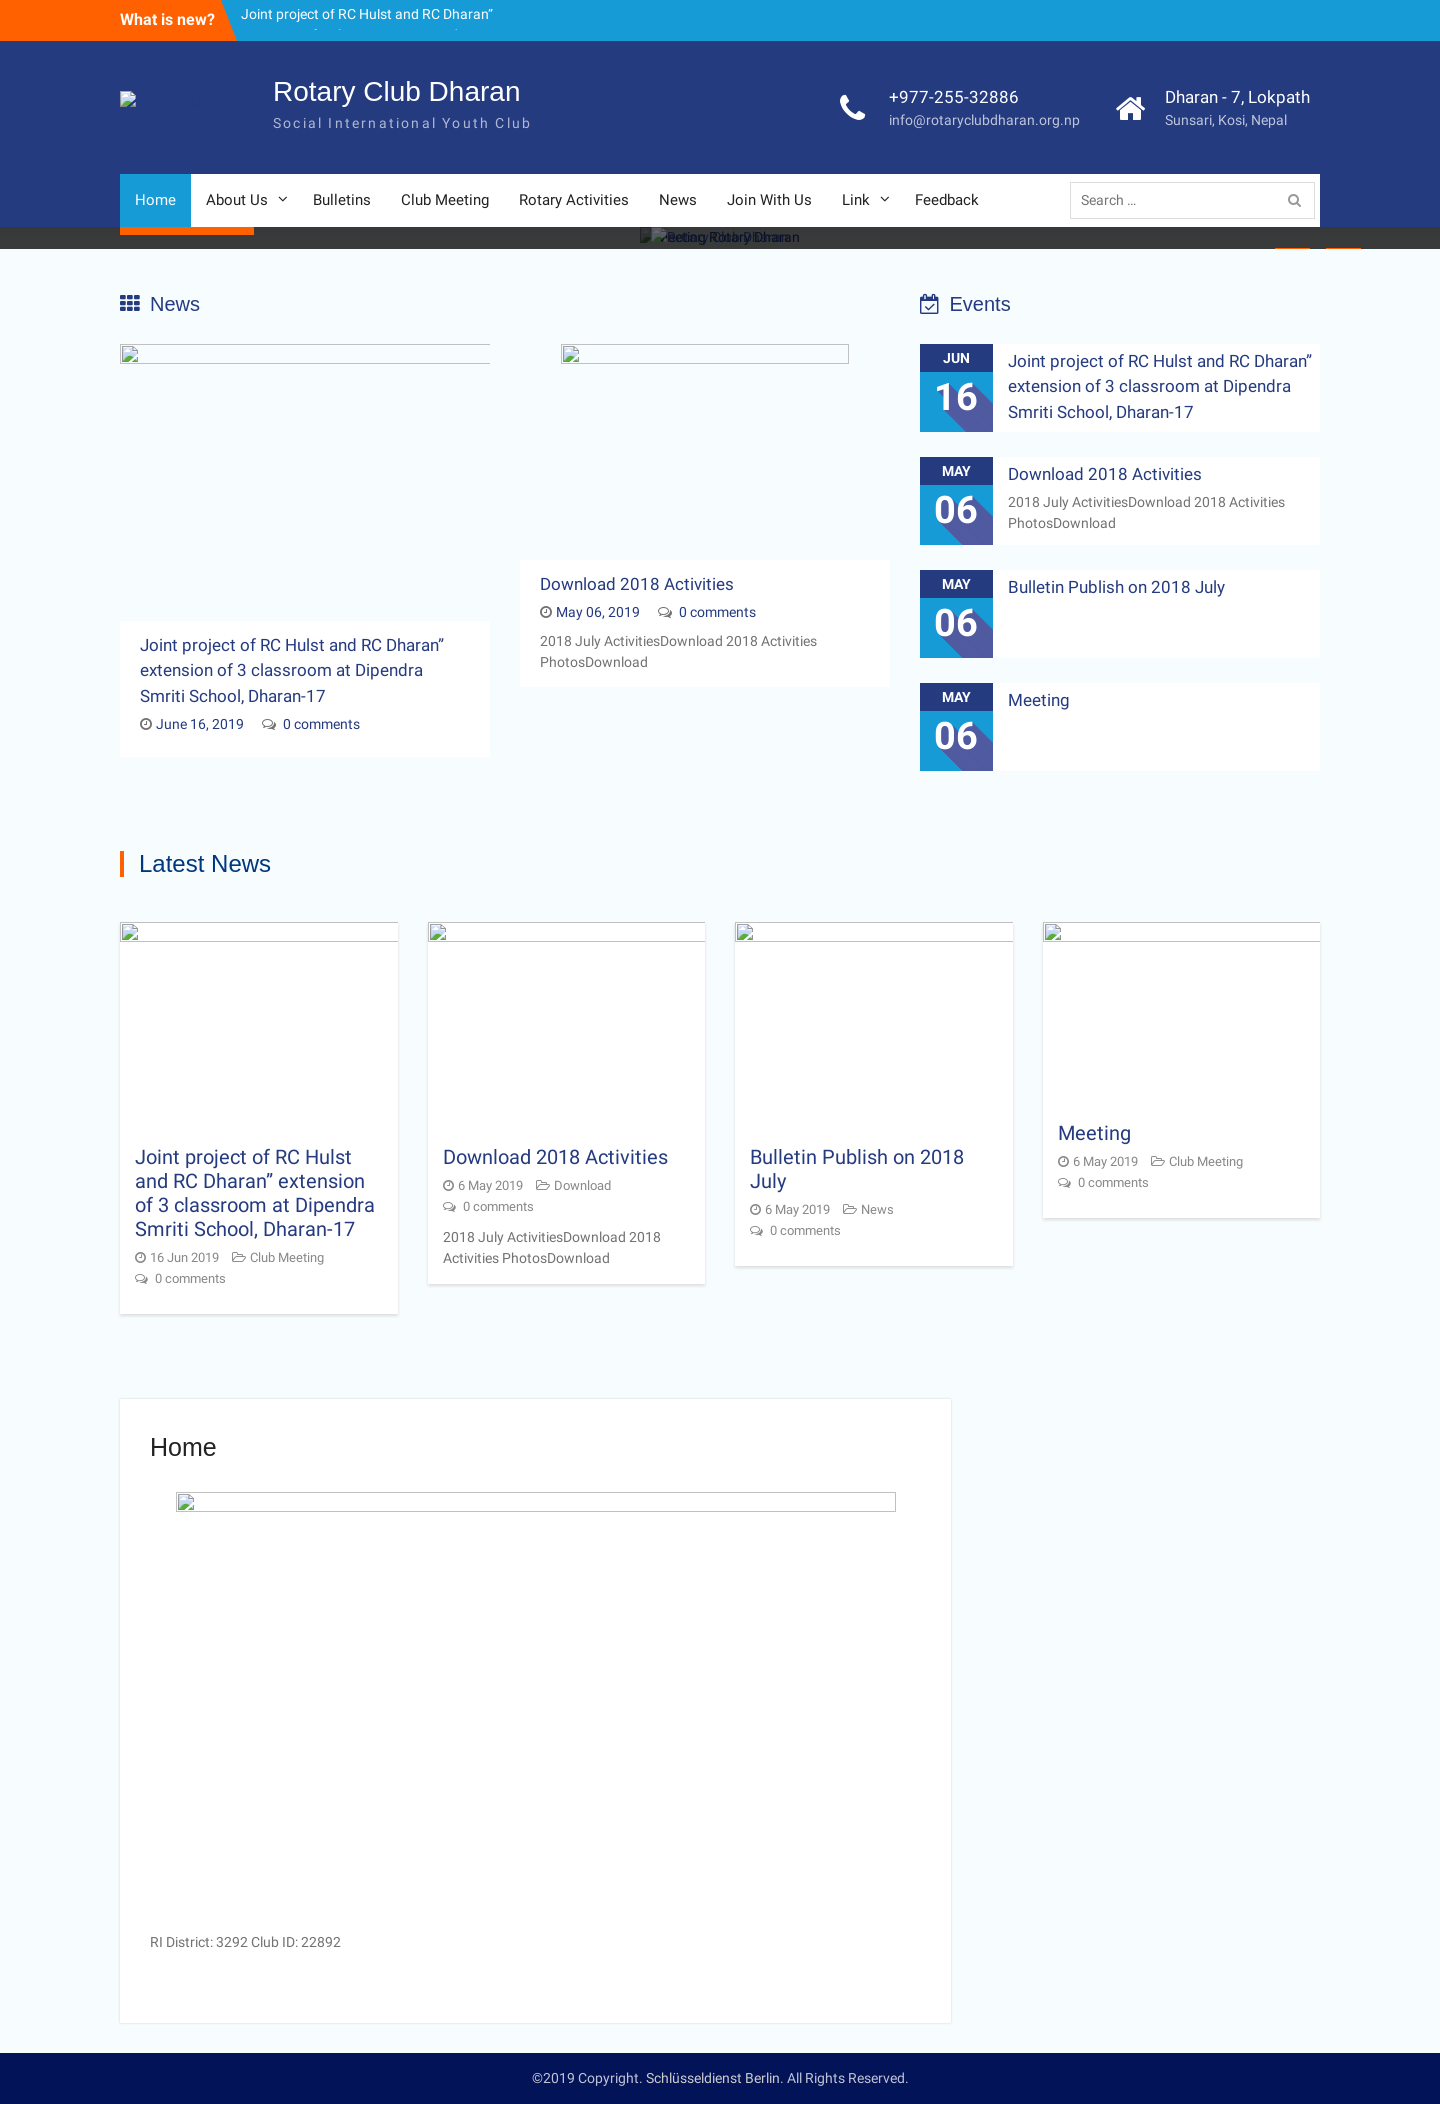 What is new?
Joint project of RC Hulst and RC Dharan”
Rotary Club Dharan
Social International Youth Club
+977-255-32886
info@rotaryclubdharan.org.np
Dharan - 7, Lokpath
Sunsari, Kosi, Nepal
Home
About Us
Bulletins
Club Meeting
Rotary Activities
News
Join With Us
Link
Feedback
Search ...
News
Joint project of RC Hulst and RC Dharan”
extension of 3 classroom at Dipendra
Smriti School, Dharan-17
June 16, 2019 0 comments
Download 2018 Activities
May 06, 2019 0 comments
2018 July ActivitiesDownload 2018 Activities
PhotosDownload
Events
JUN
16
Joint project of RC Hulst and RC Dharan”
extension of 3 classroom at Dipendra
Smriti School, Dharan-17
MAY
06
Download 2018 Activities
2018 July ActivitiesDownload 2018 Activities
PhotosDownload
MAY
06
Bulletin Publish on 2018 July
MAY
06
Meeting
Latest News
Joint project of RC Hulst
and RC Dharan” extension
of 3 classroom at Dipendra
Smriti School, Dharan-17
16 Jun 2019 Club Meeting
0 comments
Download 2018 Activities
6 May 2019 Download
0 comments
2018 July ActivitiesDownload 2018
Activities PhotosDownload
Bulletin Publish on 2018
July
6 May 2019 News
0 comments
Meeting
6 May 2019 Club Meeting
0 comments
Home
RI District: 3292 Club ID: 22892
©2019 Copyright. Schlüsseldienst Berlin. All Rights Reserved.